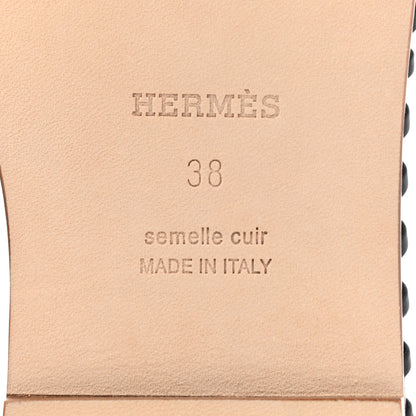 HERMÈS
38
semelle cuir
MADE IN ITALY